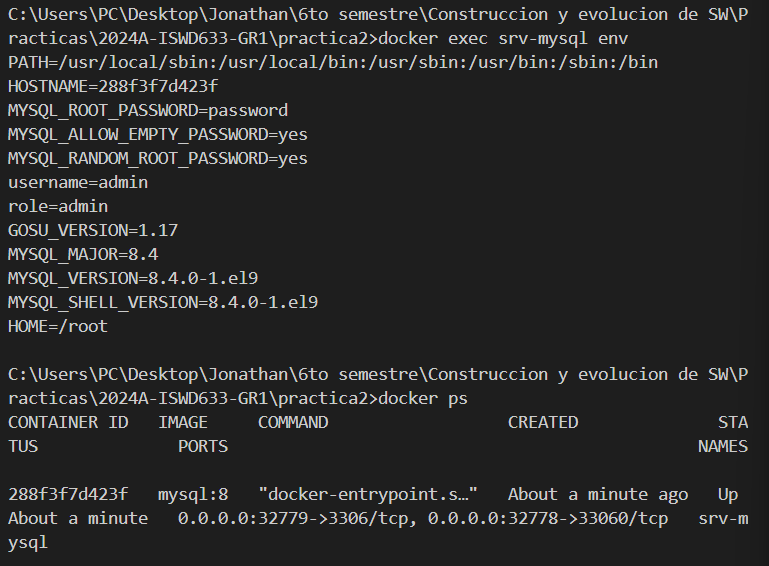 C:\Users\PC\Desktop\Jonathan\6to semestre\Construccion y evolucion de SW\P
racticas\2024A-ISWD633-GR1\practica2>docker exec srv-mysql env
PATH=/usr/local/sbin:/usr/local/bin:/usr/sbin:/usr/bin:/sbin:/bin
HOSTNAME=288f3f7d423f
MYSQL_ROOT_PASSWORD=password
MYSQL_ALLOW_EMPTY_PASSWORD=yes
MYSQL_RANDOM_ROOT_PASSWORD=yes
username=admin
role=admin
GOSU_VERSION=1.17
MYSQL_MAJOR=8.4
MYSQL_VERSION=8.4.0-1.el9
MYSQL_SHELL_VERSION=8.4.0-1.el9
HOME=/root
C:\Users\PC\Desktop\Jonathan\6to semestre\Construccion y evolucion de SW\P
racticas\2024A-ISWD633-GR1\practica2>docker ps
CONTAINER ID   IMAGE     COMMAND                  CREATED              STA
TUS              PORTS                                               NAMES
288f3f7d423f   mysql:8   "docker-entrypoint.s…"   About a minute ago   Up
About a minute   0.0.0.0:32779->3306/tcp, 0.0.0.0:32778->33060/tcp   srv-m
ysql